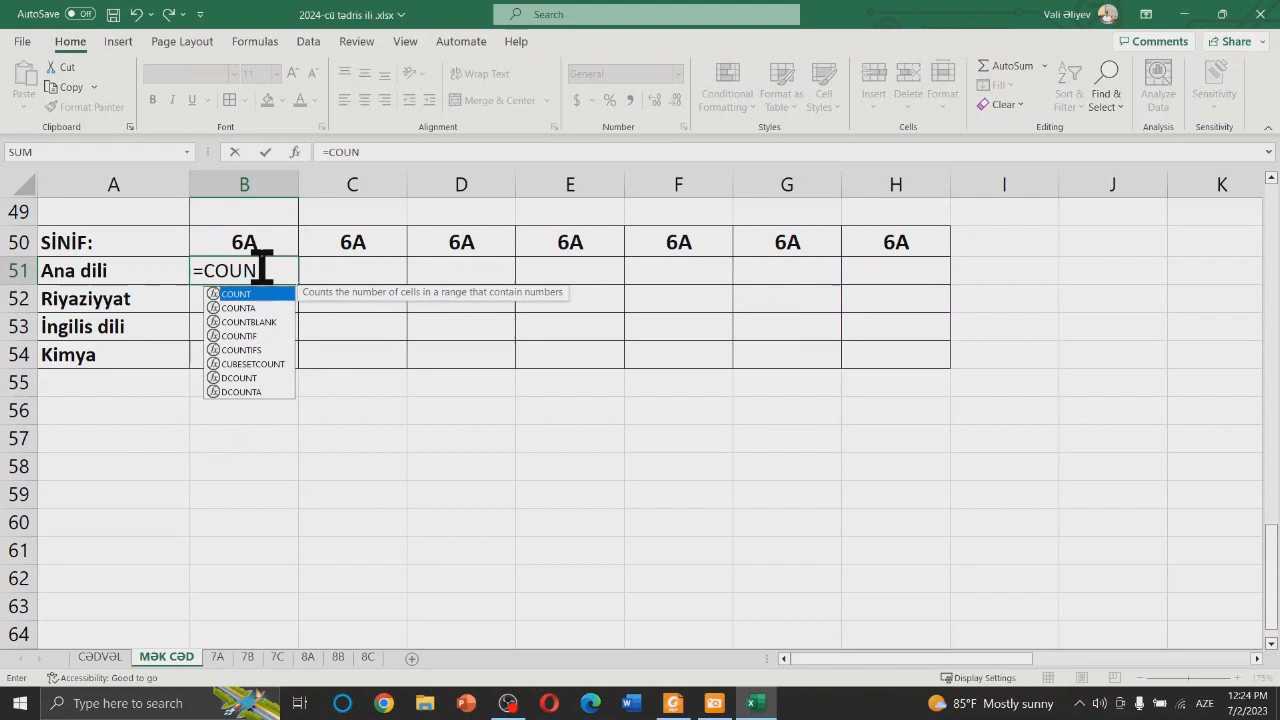 AutoSave Off 2024-cü tədris ili .xlsx Search Vəli Əliyev
File Home Insert Page Layout Formulas Data Review View Automate Help Comments Share
Paste Cut Copy Format Painter
Clipboard
11
B I U A
Font
Wrap Text
Merge & Center
Alignment
General
$ % ,
Number
Conditional Formatting Format as Table Cell Styles
Styles
Insert Delete Format
Cells
AutoSum
Fill
Clear
Sort & Filter Find & Select
Editing
Analyze Data
Analysis
Sensitivity
Sensitivity
SUM fx =COUN
A B C D E F G H I J K
49
50 SİNİF: 6A 6A 6A 6A 6A 6A 6A
51 Ana dili =COUN
52 Riyaziyyat
53 İngilis dili
54 Kimya
COUNT Counts the number of cells in a range that contain numbers
COUNTA
COUNTBLANK
COUNTIF
COUNTIFS
CUBESETCOUNT
DCOUNT
DCOUNTA
55
56
57
58
59
60
61
62
63
64
CƏDVƏL MƏK CƏD 7A 7B 7C 8A 8B 8C
Enter Accessibility: Good to go Display Settings 175%
Type here to search 85°F Mostly sunny AZE 12:24 PM
7/2/2023